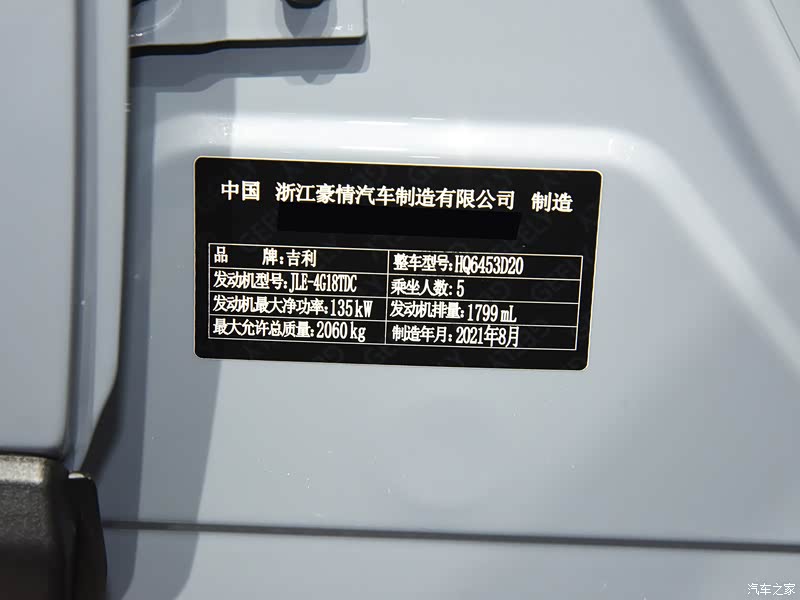 中国 浙江豪情汽车制造有限公司 制造
品 牌:吉利 整车型号:HQ6453D20
发动机型号:JLE-4G18TDC 乘坐人数:5
发动机最大净功率:135kW 发动机排量:1799mL
最大允许总质量:2060kg 制造年月:2021年8月
汽车之家